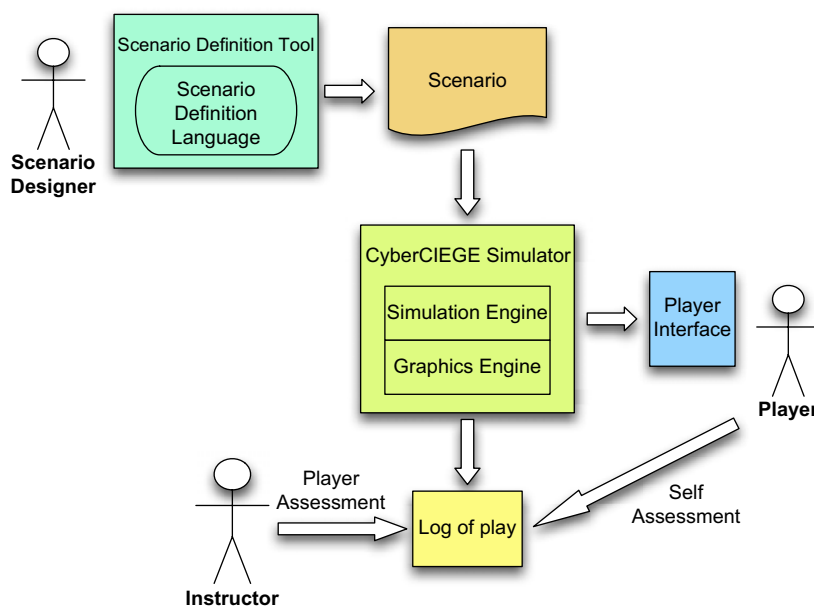 Scenario Definition Tool
Scenario
Definition
Language
Scenario
Designer
Scenario
CyberCIEGE Simulator
Simulation Engine
Graphics Engine
Player
Interface
Player
Player
Assessment
Instructor
Log of play
Self
Assessment